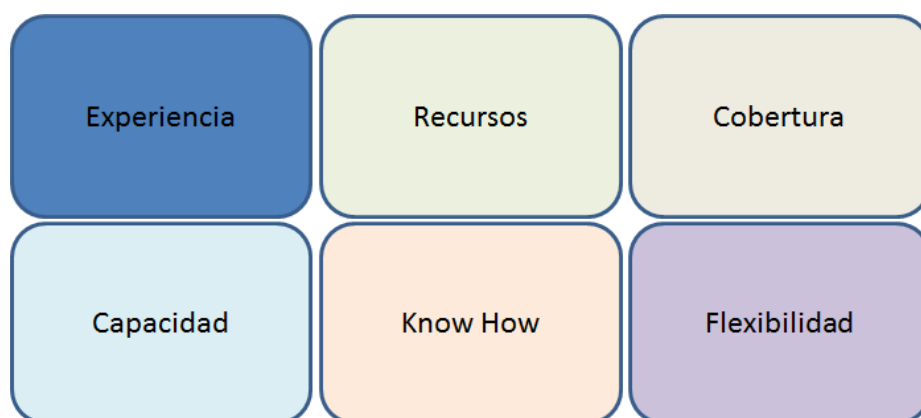 Experiencia
Recursos
Cobertura
Capacidad
Know How
Flexibilidad